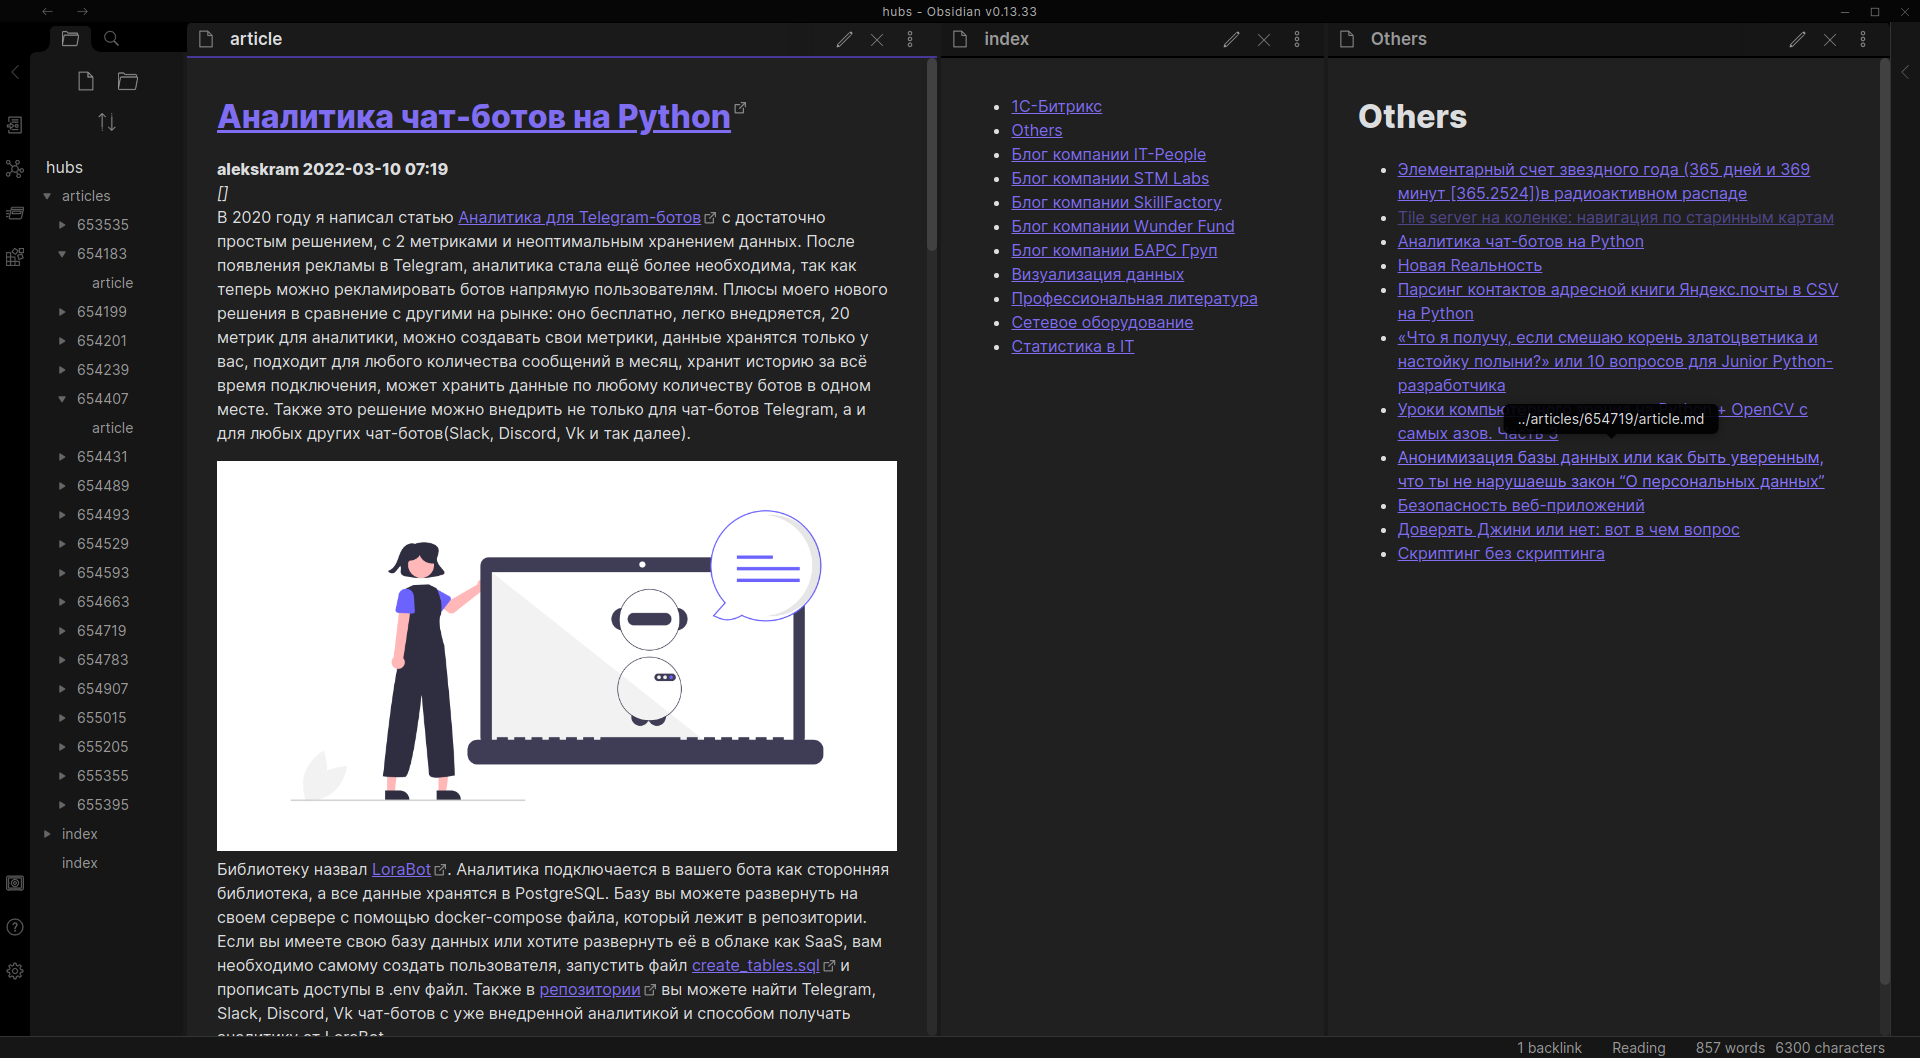 hubs - Obsidian v0.13.33
hubs
articles
653535
654183
article
654199
654201
654239
654407
article
654431
654489
654493
654529
654593
654663
654719
654783
654907
655015
655205
655355
655395
index
index
article
Аналитика чат-ботов на Python
alekskram 2022-03-10 07:19
[]
В 2020 году я написал статью Аналитика для Telegram-ботов с достаточно
простым решением, с 2 метриками и неоптимальным хранением данных. После
появления рекламы в Telegram, аналитика стала ещё более необходима, так как
теперь можно рекламировать ботов напрямую пользователям. Плюсы моего нового
решения в сравнение с другими на рынке: оно бесплатно, легко внедряется, 20
метрик для аналитики, можно создавать свои метрики, данные хранятся только у
вас, подходит для любого количества сообщений в месяц, хранит историю за всё
время подключения, может хранить данные по любому количеству ботов в одном
месте. Также это решение можно внедрить не только для чат-ботов Telegram, а и
для любых других чат-ботов(Slack, Discord, Vk и так далее).
Библиотеку назвал LoraBot. Аналитика подключается в вашего бота как сторонняя
библиотека, а все данные хранятся в PostgreSQL. Базу вы можете развернуть на
своем сервере с помощью docker-compose файла, который лежит в репозитории.
Если вы имеете свою базу данных или хотите развернуть её в облаке как SaaS, вам
необходимо самому создать пользователя, запустить файл create_tables.sql и
прописать доступы в .env файл. Также в репозитории вы можете найти Telegram,
Slack, Discord, Vk чат-ботов с уже внедренной аналитикой и способом получать
аналитику от LoraBot.
index
1С-Битрикс
Others
Блог компании IT-People
Блог компании STM Labs
Блог компании SkillFactory
Блог компании Wunder Fund
Блог компании БАРС Груп
Визуализация данных
Профессиональная литература
Сетевое оборудование
Статистика в IT
Others
Others
Элементарный счет звездного года (365 дней и 369
минут [365.2524])в радиоактивном распаде
Tile server на коленке: навигация по старинным картам
Аналитика чат-ботов на Python
Новая Rеальность
Парсинг контактов адресной книги Яндекс.почты в CSV
на Python
«Что я получу, если смешаю корень златоцветника и
настойку полыни?» или 10 вопросов для Junior Python-
разработчика
Уроки + OpenCV с
самых азов. Часть 5
../articles/654719/article.md
Анонимизация базы данных или как быть уверенным,
что ты не нарушаешь закон “О персональных данных”
Безопасность веб-приложений
Доверять Джини или нет: вот в чем вопрос
Скриптинг без скриптинга
1 backlink Reading 857 words 6300 characters